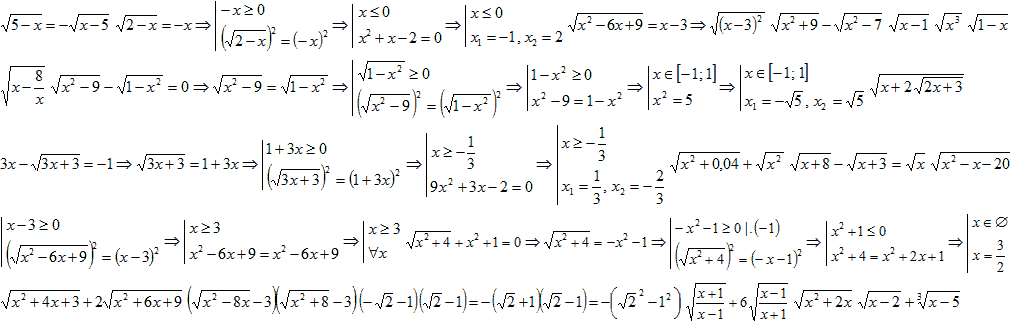 √(5−x) = −√(x−5) √(2−x) = −x ⇒ | −x ≥ 0 ; (√(2−x))² = (−x)² ⇒ | x ≤ 0 ; x² + x − 2 = 0 ⇒ | x ≤ 0 ; x₁ = −1, x₂ = 2 √(x²−6x+9) = x−3 ⇒ √((x−3)²) √(x²+9) − √(x²−7) √(x−1) √(x³) √(1−x)
√(x − 8/x) √(x²−9) − √(1−x²) = 0 ⇒ √(x²−9) = √(1−x²) ⇒ | √(1−x²) ≥ 0 ; (√(x²−9))² = (√(1−x²))² ⇒ | 1−x² ≥ 0 ; x²−9 = 1−x² ⇒ | x ∈ [−1; 1] ; x² = 5 ⇒ | x ∈ [−1; 1] ; x₁ = −√5, x₂ = √5 √(x + 2√(2x+3))
3x − √(3x+3) = −1 ⇒ √(3x+3) = 1+3x ⇒ | 1+3x ≥ 0 ; (√(3x+3))² = (1+3x)² ⇒ | x ≥ −1/3 ; 9x² + 3x − 2 = 0 ⇒ | x ≥ −1/3 ; x₁ = 1/3, x₂ = −2/3 √(x²+0,04) + √(x²) √(x+8) − √(x+3) = √x √(x²−x−20)
| x−3 ≥ 0 ; (√(x²−6x+9))² = (x−3)² ⇒ | x ≥ 3 ; x²−6x+9 = x²−6x+9 ⇒ | x ≥ 3 ; ∀x √(x²+4) + x² + 1 = 0 ⇒ √(x²+4) = −x²−1 ⇒ | −x²−1 ≥ 0 |.(−1) ; (√(x²+4))² = (−x−1)² ⇒ | x²+1 ≤ 0 ; x²+4 = x²+2x+1 ⇒ | x ∈ ∅ ; x = 3/2
√(x²+4x+3) + 2√(x²+6x+9) (√(x²−8x) − 3)(√(x²+8) − 3)(−√2 − 1)(√2 − 1) = −(√2 + 1)(√2 − 1) = −(√2² − 1²) √((x+1)/(x−1)) + 6√((x−1)/(x+1)) √(x²+2x) √(x−2) + ³√(x−5)